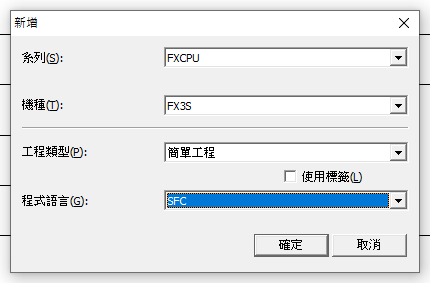 新增
系列(S):
FXCPU
機種(T):
FX3S
工程類型(P):
簡單工程
使用標籤(L)
程式語言(G):
SFC
確定
取消